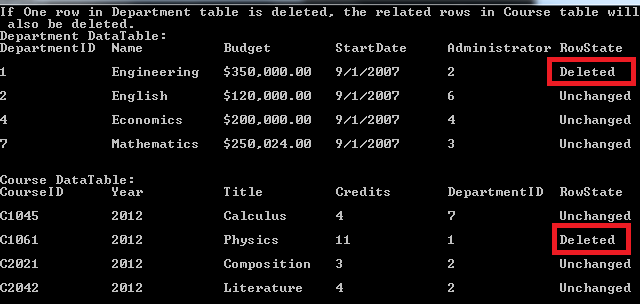 If One row in Department table is deleted, the related rows in Course table will
also be deleted.
Department DataTable:
DepartmentID Name Budget StartDate Administrator RowState
1 Engineering $350,000.00 9/1/2007 2 Deleted
2 English $120,000.00 9/1/2007 6 Unchanged
4 Economics $200,000.00 9/1/2007 4 Unchanged
7 Mathematics $250,024.00 9/1/2007 3 Unchanged
Course DataTable:
CourseID Year Title Credits DepartmentID RowState
C1045 2012 Calculus 4 7 Unchanged
C1061 2012 Physics 11 1 Deleted
C2021 2012 Composition 3 2 Unchanged
C2042 2012 Literature 4 2 Unchanged